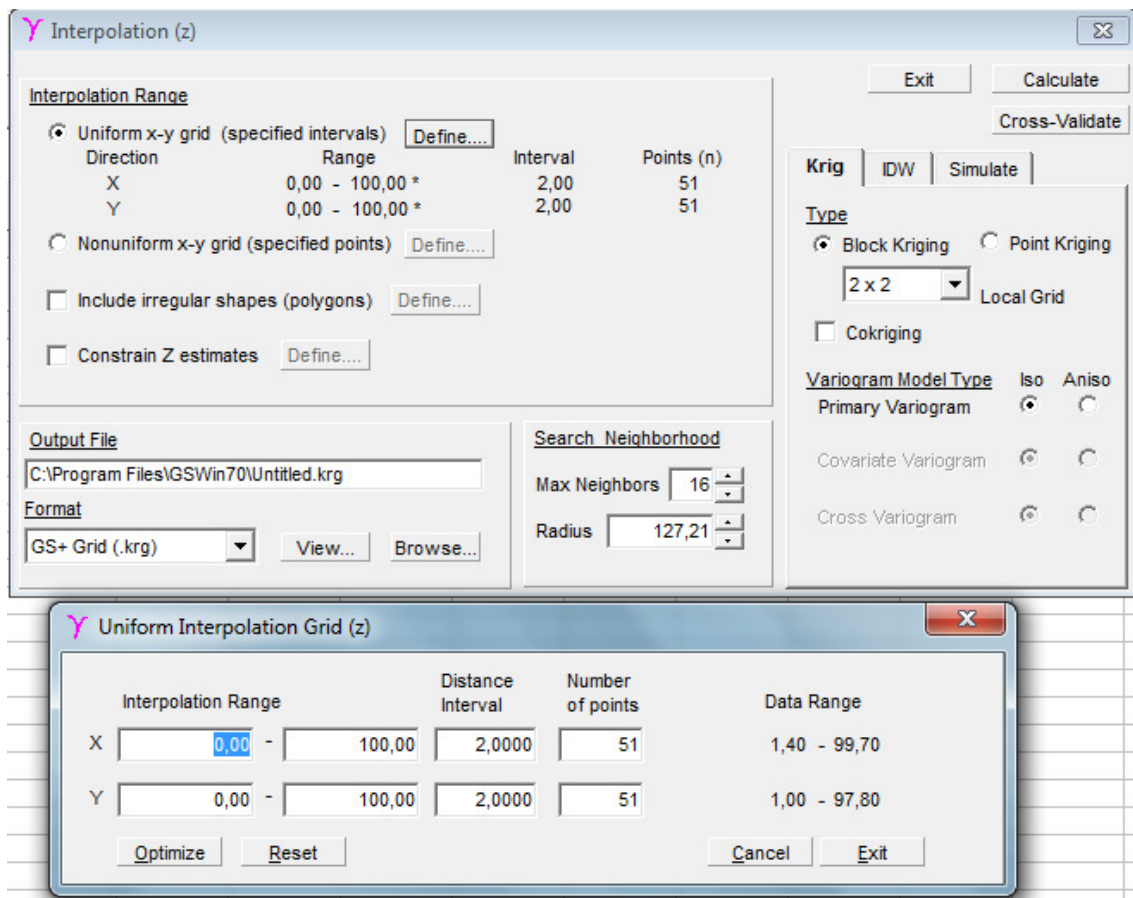 Interpolation (z)
Exit
Calculate
Cross-Validate
Interpolation Range
Uniform x-y grid (specified intervals) Define....
Direction Range Interval Points (n)
X 0,00 - 100,00 * 2,00 51
Y 0,00 - 100,00 * 2,00 51
Nonuniform x-y grid (specified points) Define....
Include irregular shapes (polygons) Define....
Constrain Z estimates Define....
Krig IDW Simulate
Type
Block Kriging Point Kriging
2 x 2 Local Grid
Cokriging
Variogram Model Type Iso Aniso
Primary Variogram
Covariate Variogram
Cross Variogram
Output File
C:\Program Files\GSWin70\Untitled.krg
Format
GS+ Grid (.krg) View... Browse...
Search Neighborhood
Max Neighbors 16
Radius 127,21
Uniform Interpolation Grid (z)
Interpolation Range Distance Interval Number of points Data Range
X 0,00 - 100,00 2,0000 51 1,40 - 99,70
Y 0,00 - 100,00 2,0000 51 1,00 - 97,80
Optimize Reset Cancel Exit